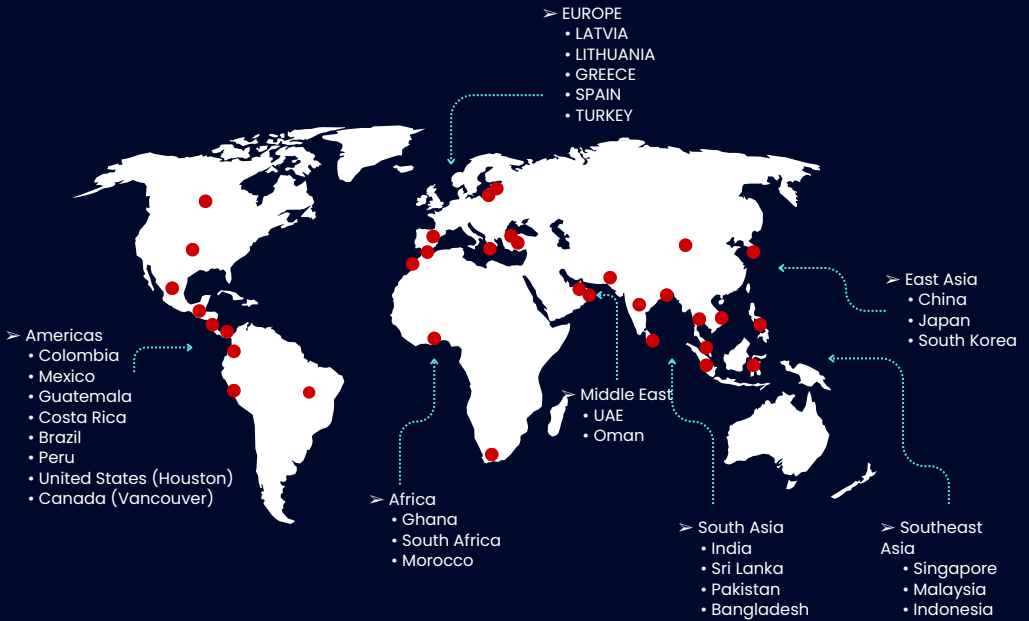 ➢ EUROPE
• LATVIA
• LITHUANIA
• GREECE
• SPAIN
• TURKEY
➢ East Asia
• China
• Japan
• South Korea
➢ Americas
• Colombia
• Mexico
• Guatemala
• Costa Rica
• Brazil
• Peru
• United States (Houston)
• Canada (Vancouver)
➢ Middle East
• UAE
• Oman
➢ Africa
• Ghana
• South Africa
• Morocco
➢ South Asia
• India
• Sri Lanka
• Pakistan
• Bangladesh
➢ Southeast
Asia
• Singapore
• Malaysia
• Indonesia